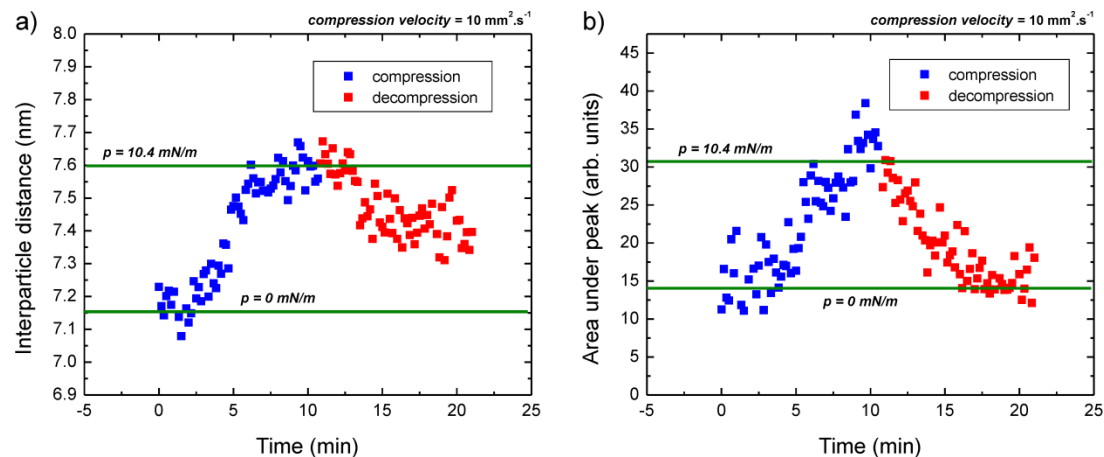 a)
compression velocity = 10 mm².s⁻¹
Interparticle distance (nm)
8.0
7.9
7.8
7.7
7.6
7.5
7.4
7.3
7.2
7.1
7.0
6.9
compression
decompression
p = 10.4 mN/m
p = 0 mN/m
-5
0
5
10
15
20
25
Time (min)
b)
compression velocity = 10 mm².s⁻¹
Area under peak (arb. units)
45
40
35
30
25
20
15
10
5
0
compression
decompression
p = 10.4 mN/m
p = 0 mN/m
-5
0
5
10
15
20
25
Time (min)